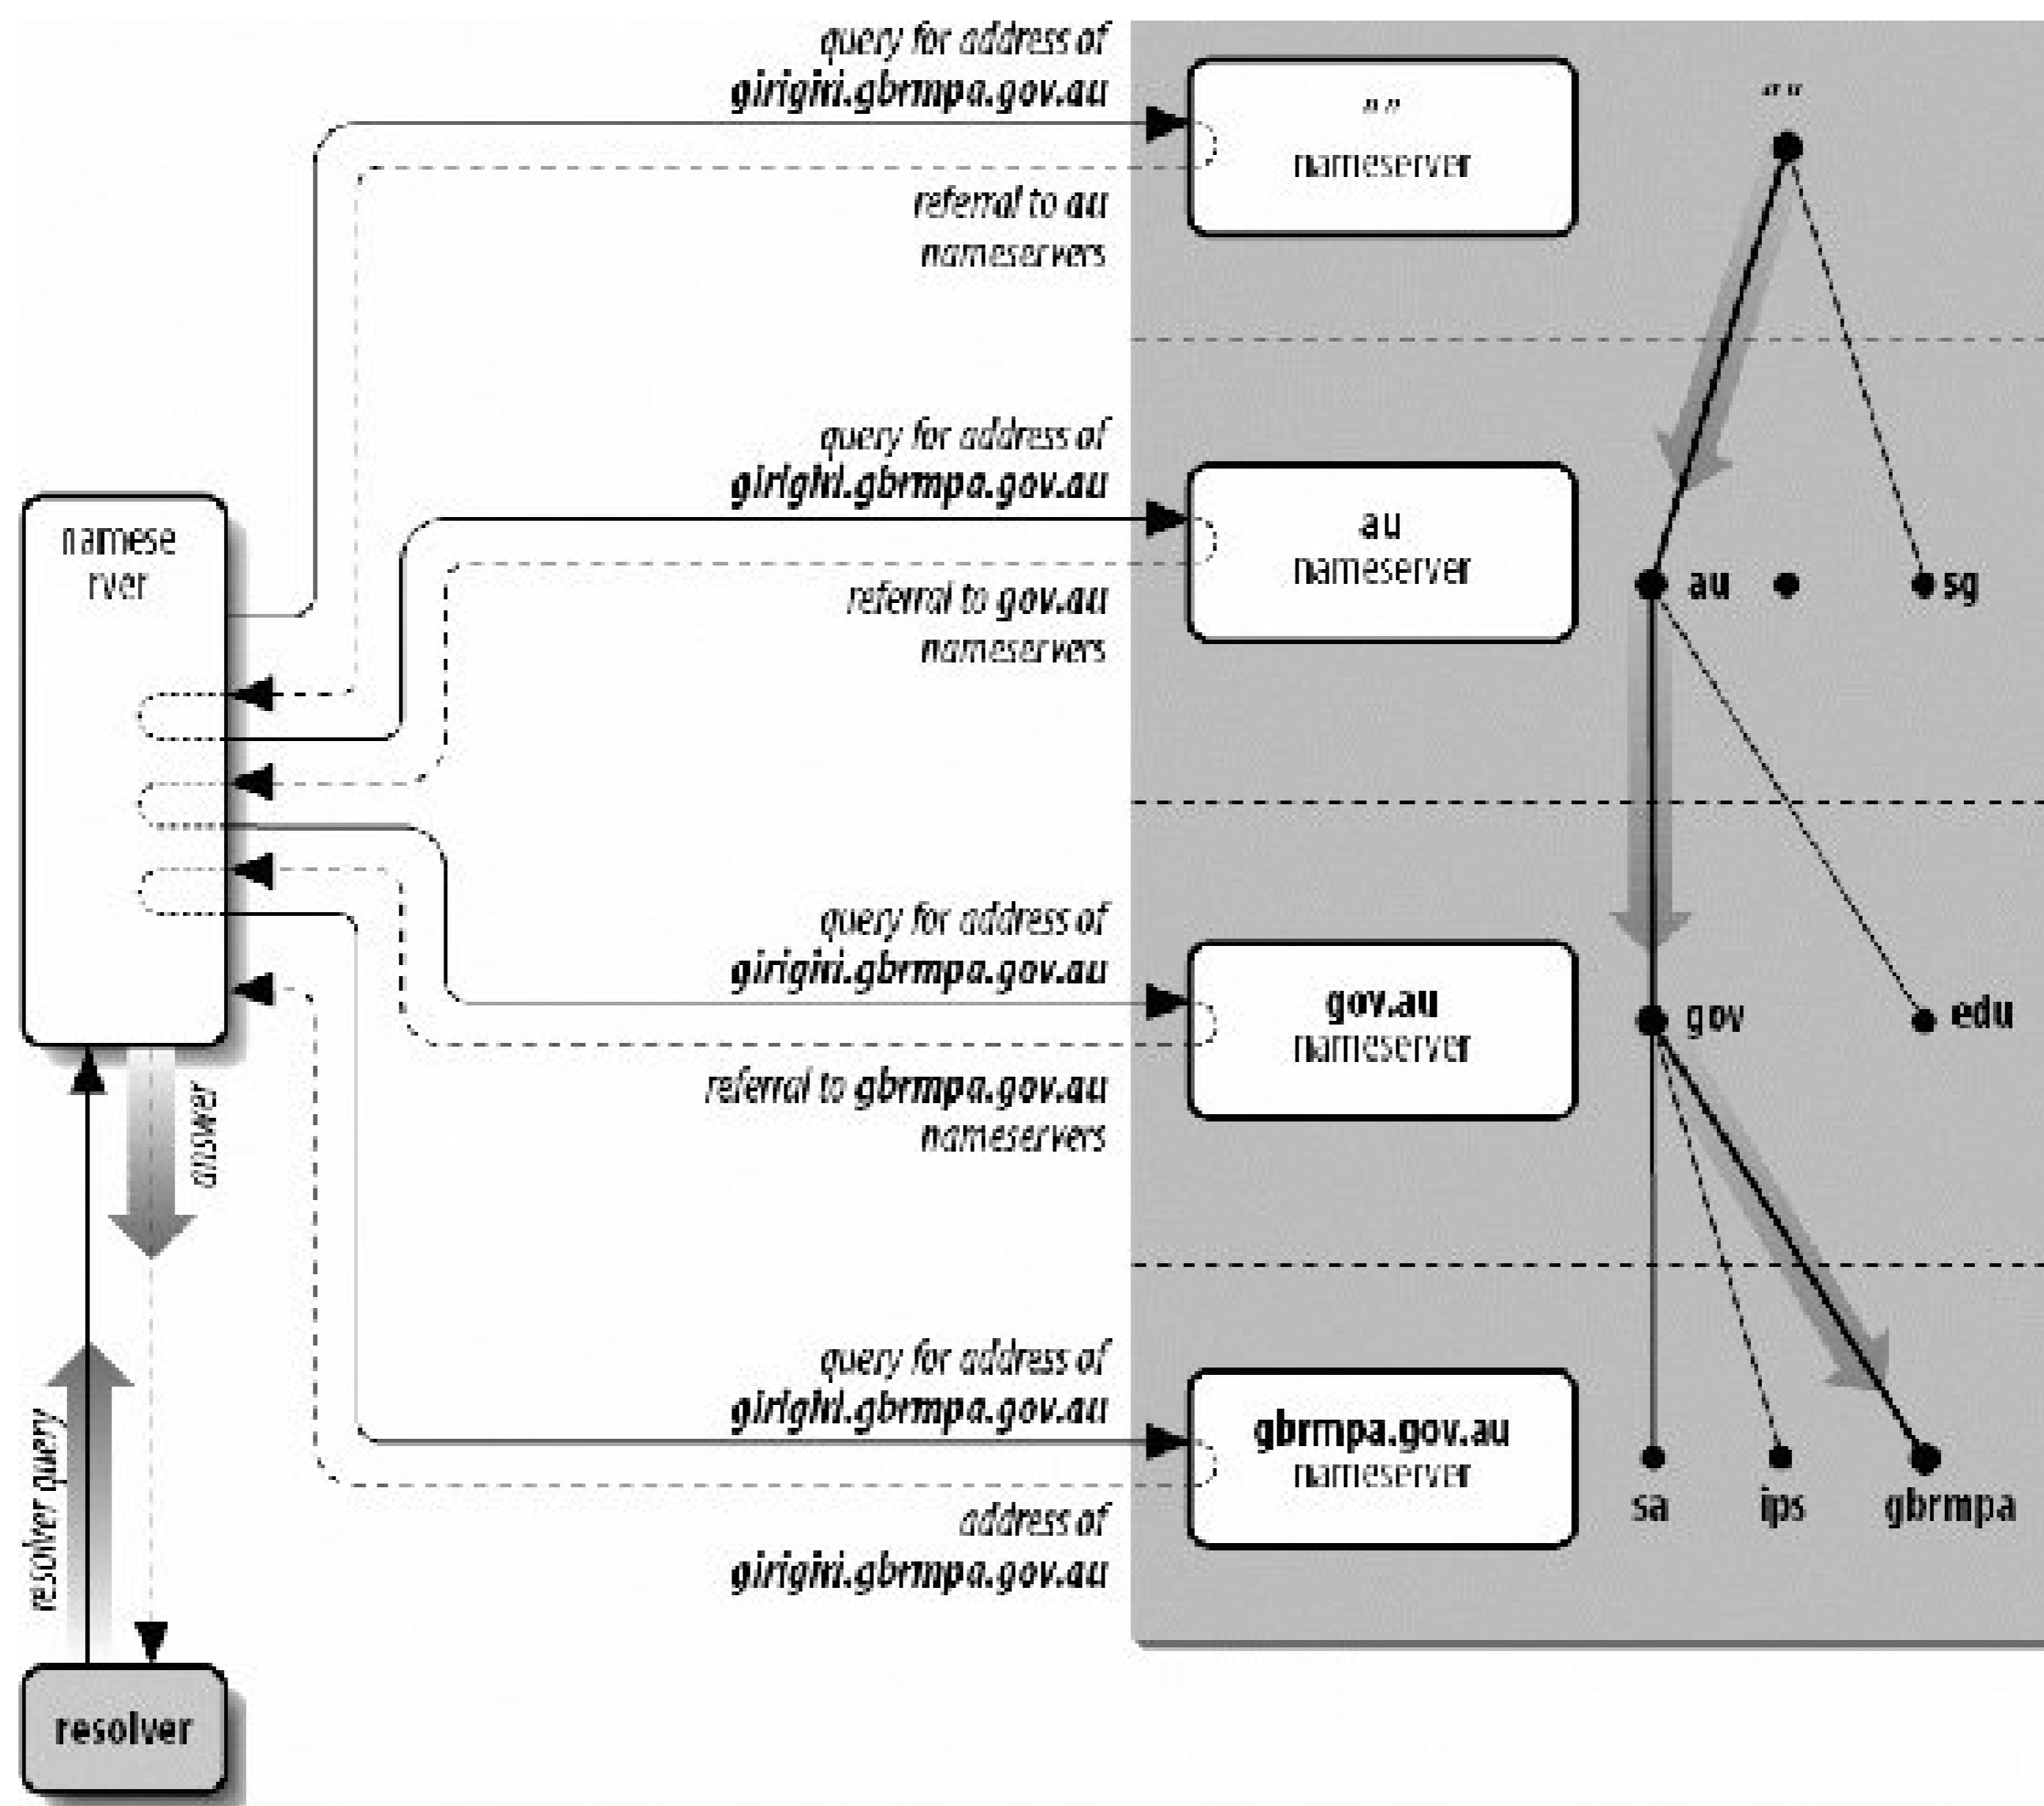 query for address of
girigiri.gbrmpa.gov.au
" "
nameserver
" "
referral to au
nameservers
query for address of
girigiri.gbrmpa.gov.au
au
nameserver
referral to gov.au
nameservers
au
sg
namese
rver
query for address of
girigiri.gbrmpa.gov.au
gov.au
nameserver
gov
edu
referral to gbrmpa.gov.au
nameservers
answer
query for address of
girigiri.gbrmpa.gov.au
gbrmpa.gov.au
nameserver
sa
ips
gbrmpa
address of
girigiri.gbrmpa.gov.au
resolver query
resolver